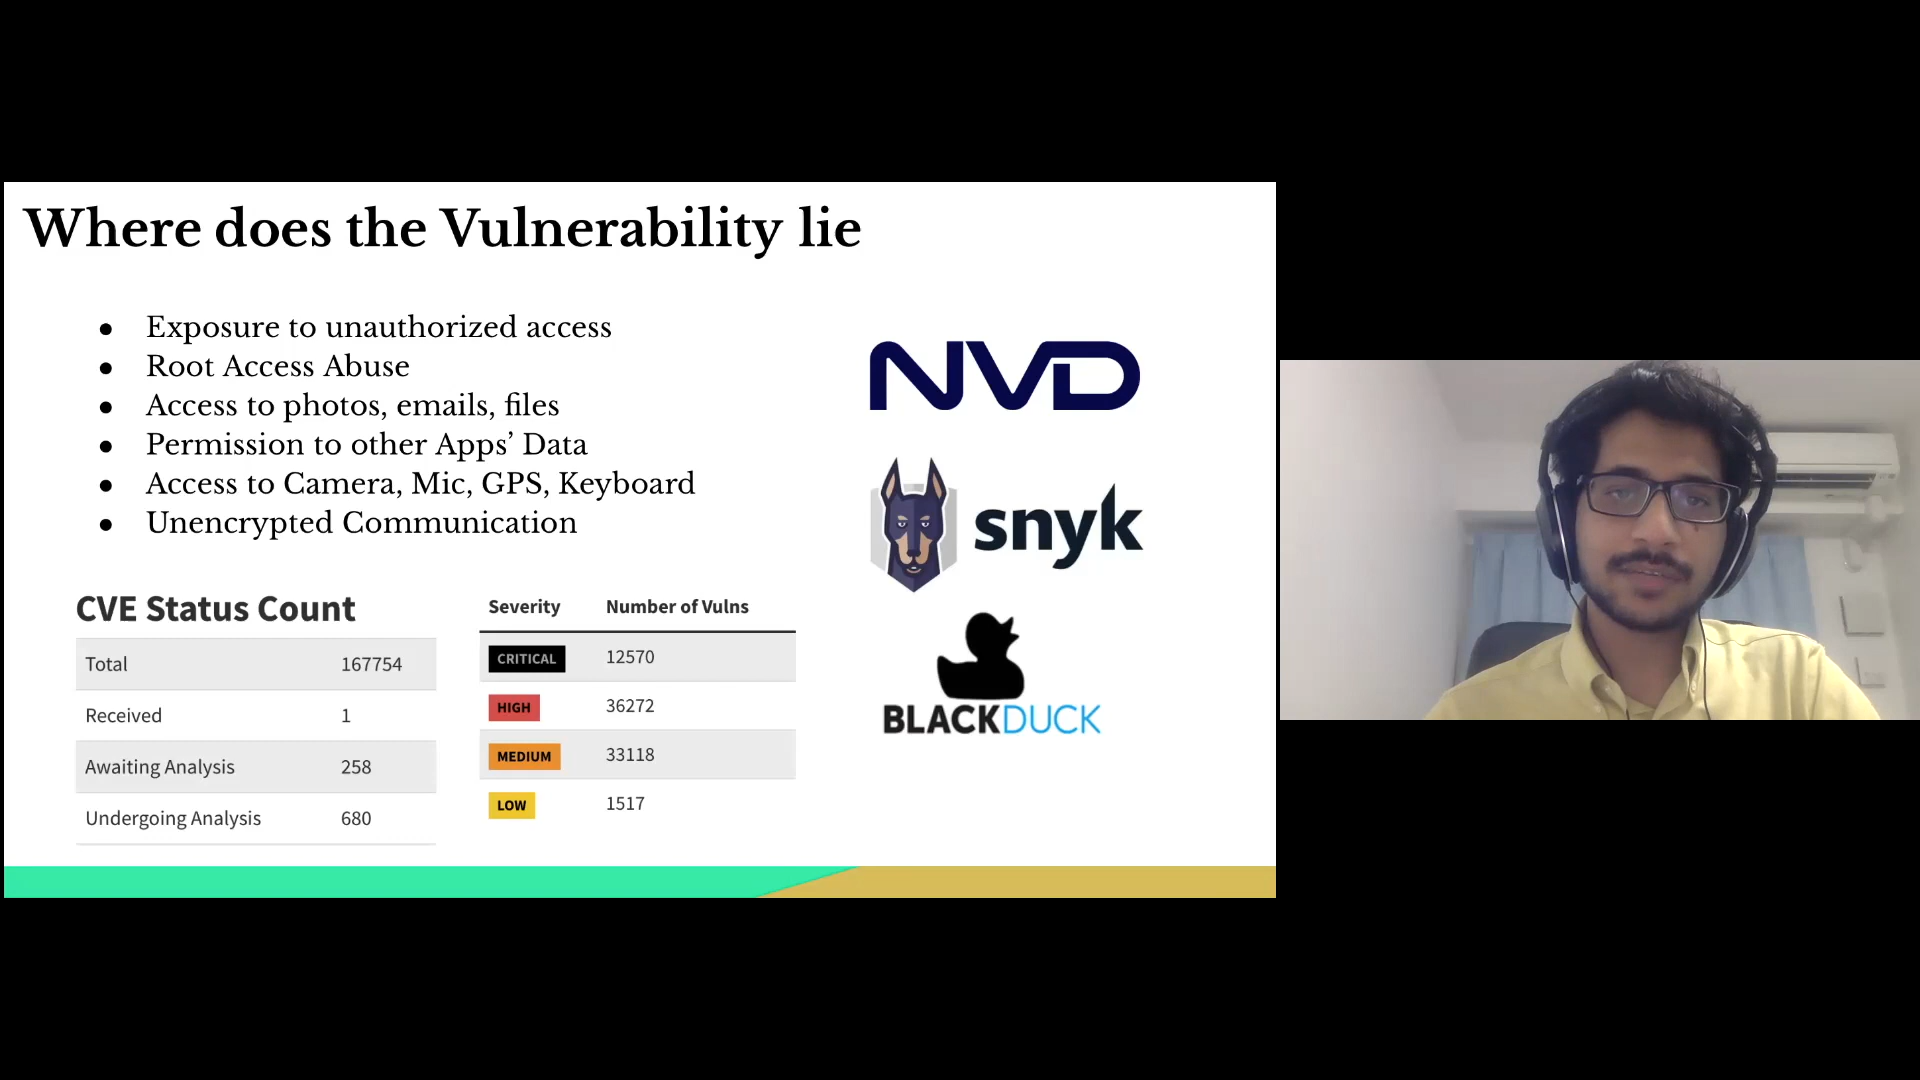 Where does the Vulnerability lie
● Exposure to unauthorized access
● Root Access Abuse
● Access to photos, emails, files
● Permission to other Apps’ Data
● Access to Camera, Mic, GPS, Keyboard
● Unencrypted Communication
CVE Status Count
Total 167754
Received 1
Awaiting Analysis 258
Undergoing Analysis 680
Severity Number of Vulns
CRITICAL 12570
HIGH 36272
MEDIUM 33118
LOW 1517
NVD
snyk
BLACKDUCK